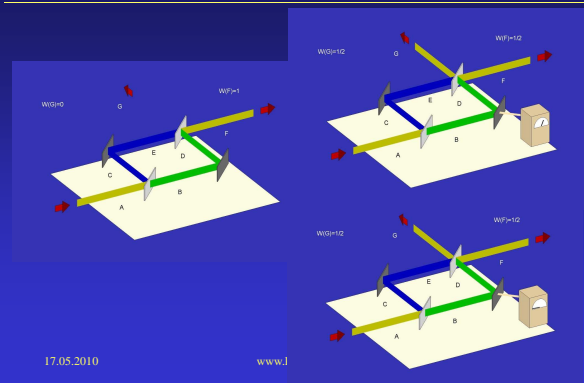 W(G)=0
G
W(F)=1
F
E
D
C
B
A
W(G)=1/2
G
W(F)=1/2
F
E
D
C
B
A
W(G)=1/2
G
W(F)=1/2
F
E
D
C
B
A
17.05.2010
www.